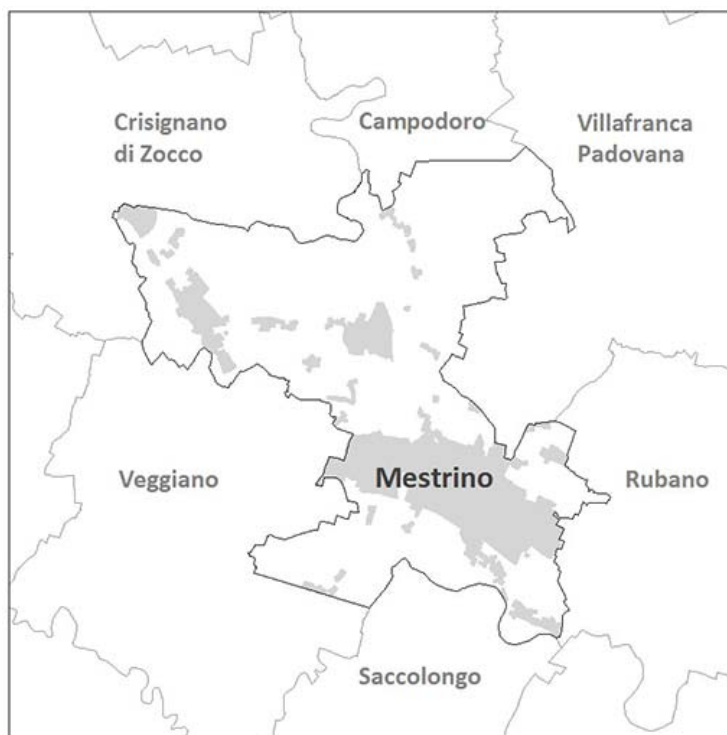 Crisignano
di Zocco
Campodoro
Villafranca
Padovana
Veggiano
Mestrino
Rubano
Saccolongo